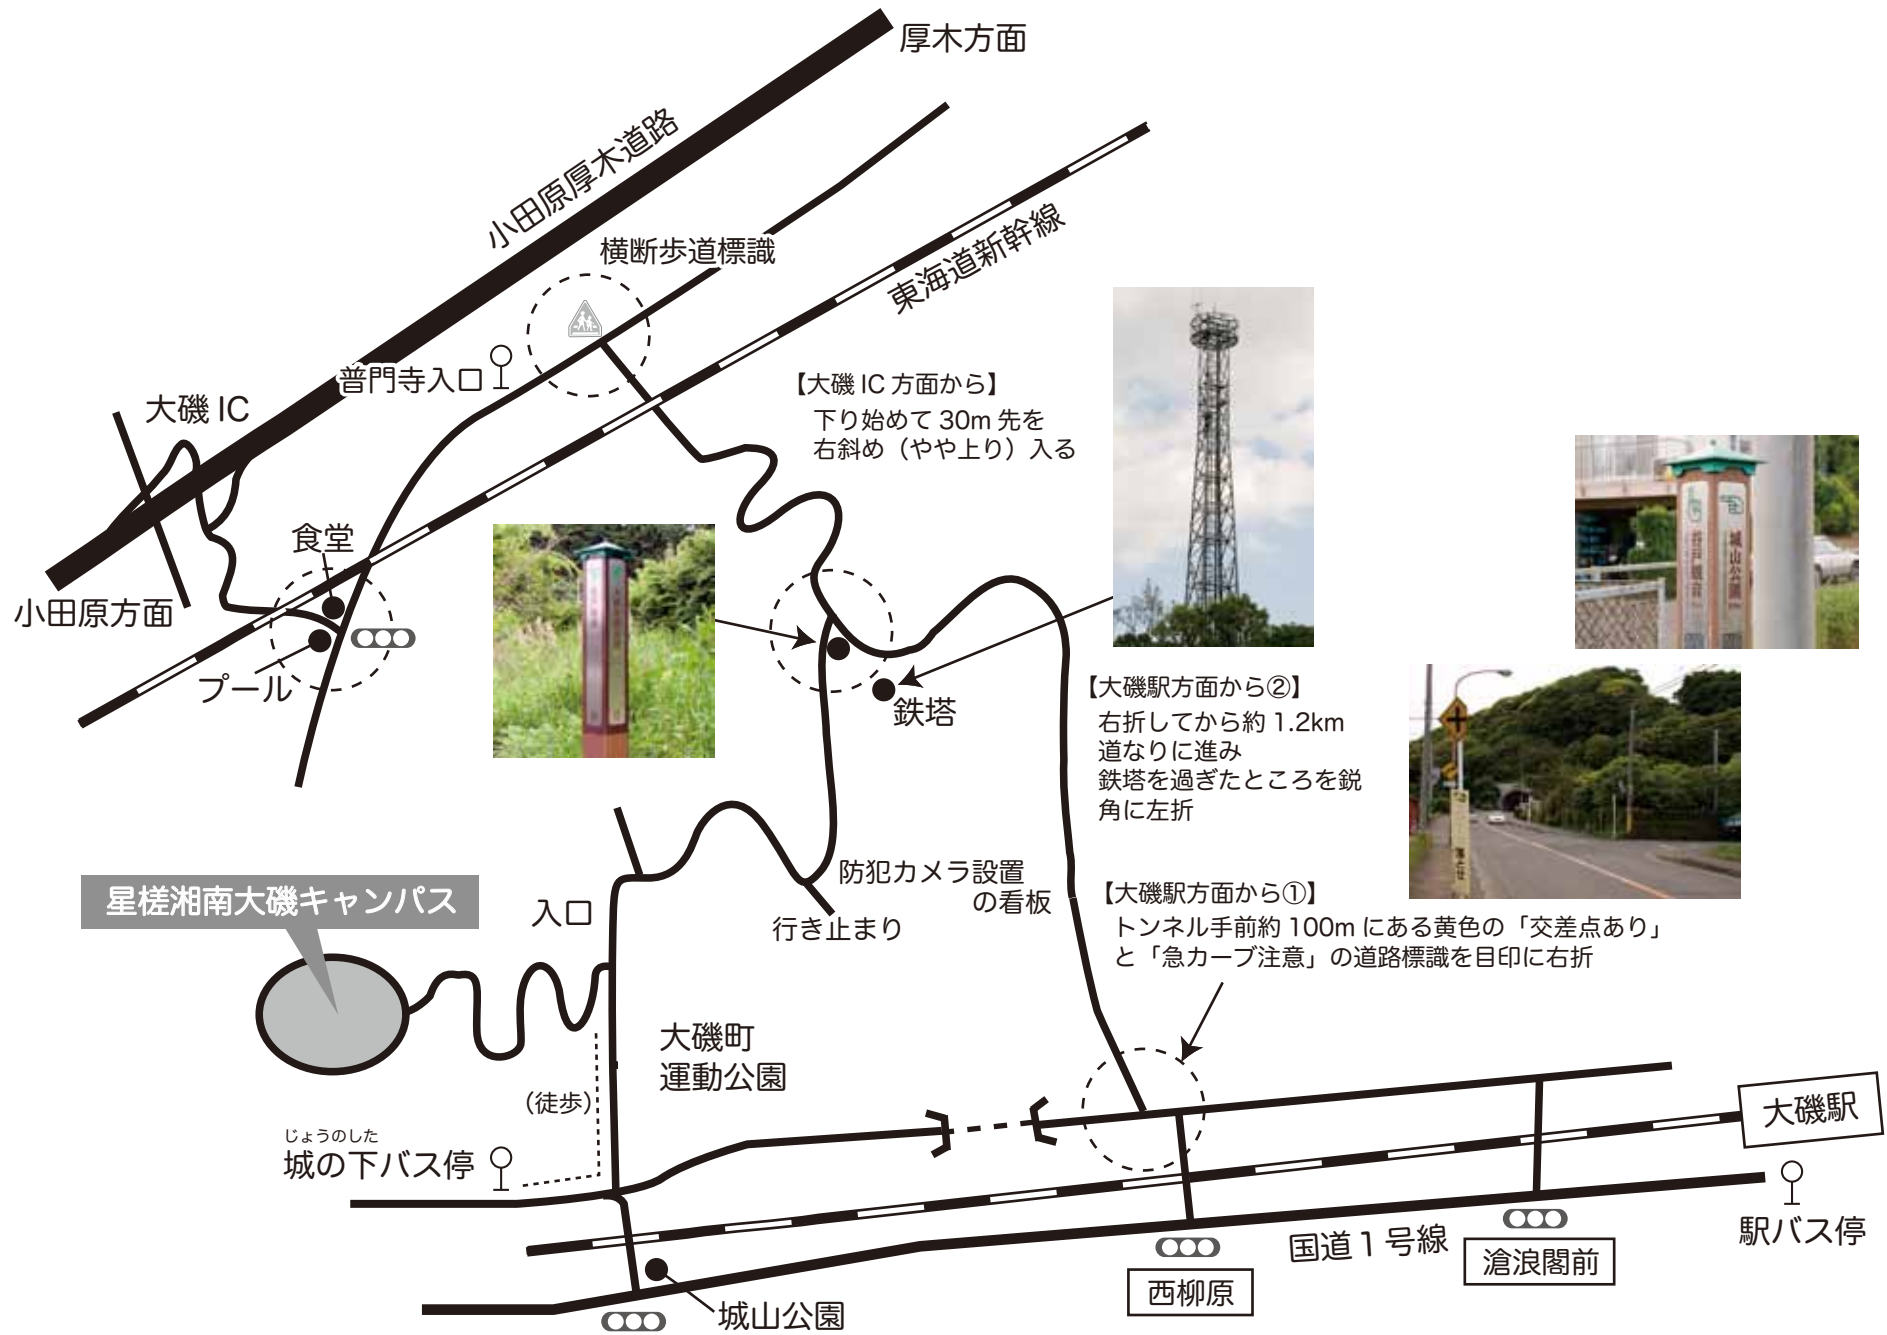 厚木方面
小田原厚木道路
横断歩道標識
東海道新幹線
普門寺入口
大磯 IC
【大磯 IC 方面から】
下り始めて 30m 先を
右斜め（やや上り）入る
食堂
小田原方面
プール
鉄塔
城山公園
【大磯駅方面から②】
右折してから約 1.2km
道なりに進み
鉄塔を過ぎたところを鋭
角に左折
防犯カメラ設置
の看板
行き止まり
星槎湘南大磯キャンパス
入口
【大磯駅方面から①】
トンネル手前約 100m にある黄色の「交差点あり」
と「急カーブ注意」の道路標識を目印に右折
大磯町
運動公園
（徒歩）
じょうのした
城の下バス停
大磯駅
駅バス停
国道１号線
滄浪閣前
西柳原
城山公園